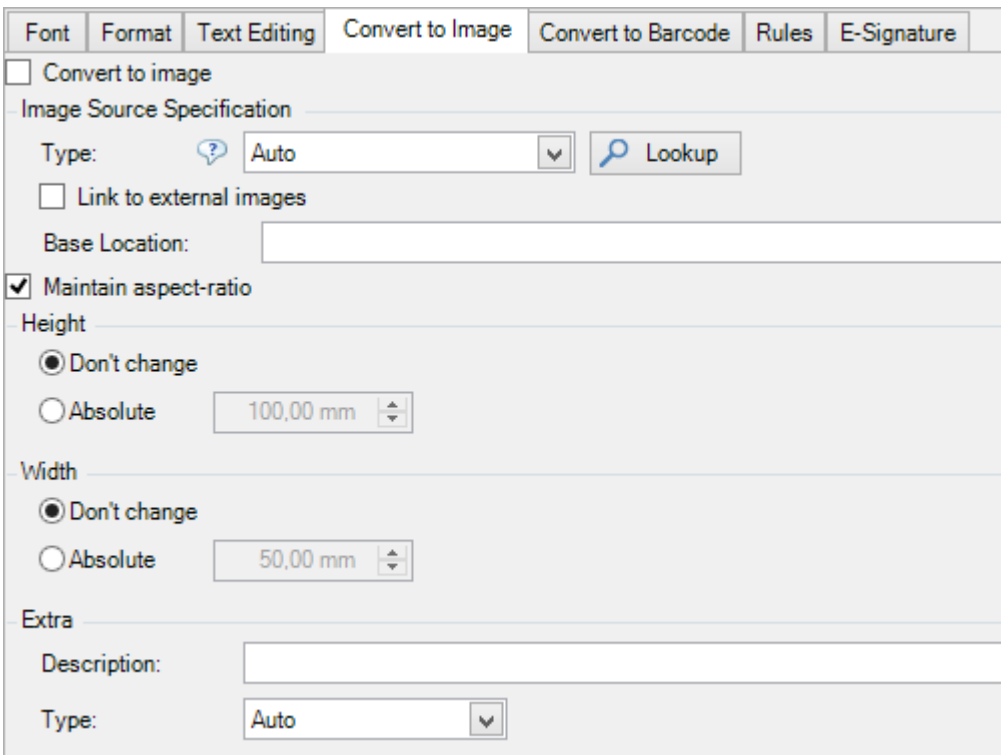 Font Format Text Editing Convert to Image Convert to Barcode Rules E-Signature
Convert to image
Image Source Specification
Type: ? Auto Lookup
Link to external images
Base Location:
Maintain aspect-ratio
Height
Don't change
Absolute 100,00 mm
Width
Don't change
Absolute 50,00 mm
Extra
Description:
Type: Auto